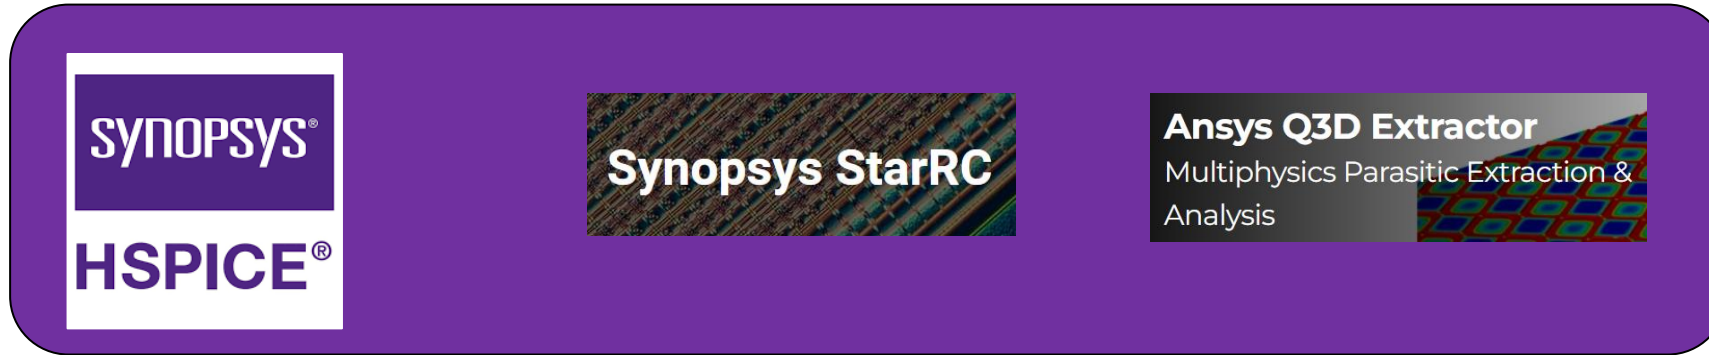 SYNOPSYS®
HSPICE®
Synopsys StarRC
Ansys Q3D Extractor
Multiphysics Parasitic Extraction &
Analysis